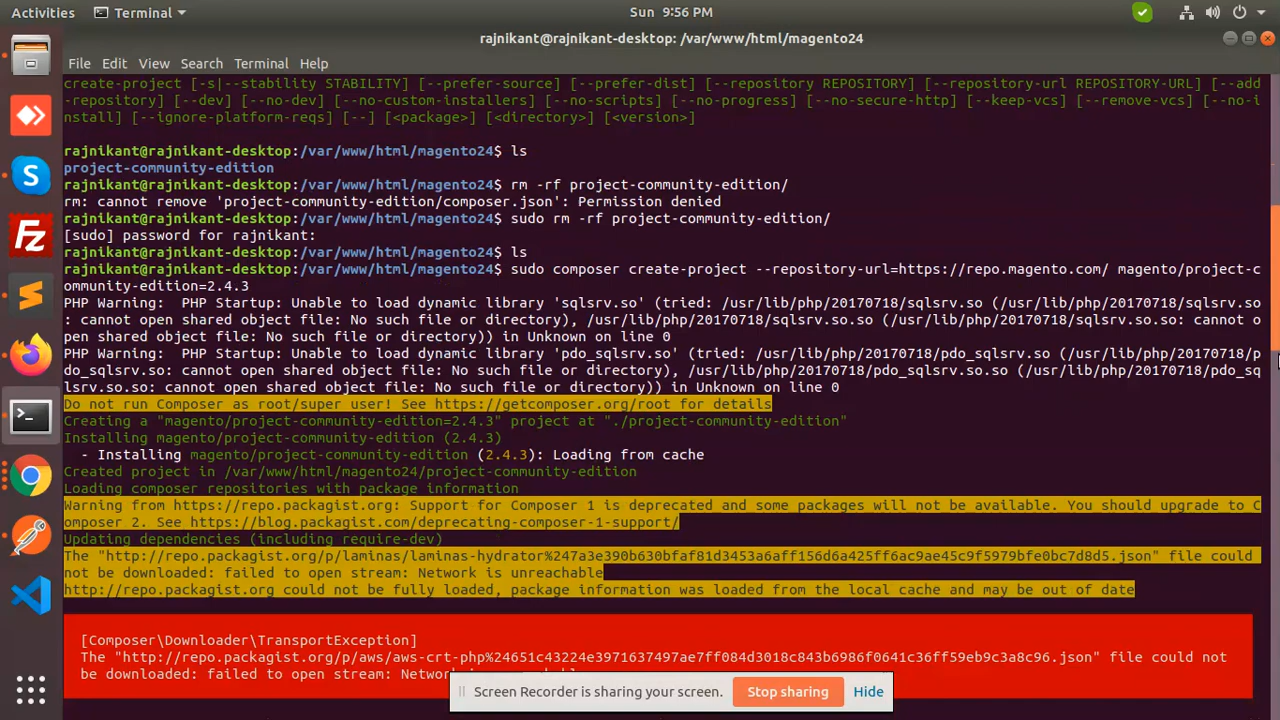 Activities
Terminal
Sun 9:56 PM
rajnikant@rajnikant-desktop: /var/www/html/magento24
File Edit View Search Terminal Help
create-project [-s|--stability STABILITY] [--prefer-source] [--prefer-dist] [--repository REPOSITORY] [--repository-url REPOSITORY-URL] [--add
-repository] [--dev] [--no-dev] [--no-custom-installers] [--no-scripts] [--no-progress] [--no-secure-http] [--keep-vcs] [--remove-vcs] [--no-i
nstall] [--ignore-platform-reqs] [--] [<package>] [<directory>] [<version>]
rajnikant@rajnikant-desktop:/var/www/html/magento24$ ls
project-community-edition
rajnikant@rajnikant-desktop:/var/www/html/magento24$ rm -rf project-community-edition/
rm: cannot remove 'project-community-edition/composer.json': Permission denied
rajnikant@rajnikant-desktop:/var/www/html/magento24$ sudo rm -rf project-community-edition/
[sudo] password for rajnikant:
rajnikant@rajnikant-desktop:/var/www/html/magento24$ ls
rajnikant@rajnikant-desktop:/var/www/html/magento24$ sudo composer create-project --repository-url=https://repo.magento.com/ magento/project-c
ommunity-edition=2.4.3
PHP Warning:  PHP Startup: Unable to load dynamic library 'sqlsrv.so' (tried: /usr/lib/php/20170718/sqlsrv.so (/usr/lib/php/20170718/sqlsrv.so
: cannot open shared object file: No such file or directory), /usr/lib/php/20170718/sqlsrv.so.so (/usr/lib/php/20170718/sqlsrv.so.so: cannot o
pen shared object file: No such file or directory)) in Unknown on line 0
PHP Warning:  PHP Startup: Unable to load dynamic library 'pdo_sqlsrv.so' (tried: /usr/lib/php/20170718/pdo_sqlsrv.so (/usr/lib/php/20170718/p
do_sqlsrv.so: cannot open shared object file: No such file or directory), /usr/lib/php/20170718/pdo_sqlsrv.so.so (/usr/lib/php/20170718/pdo_sq
lsrv.so.so: cannot open shared object file: No such file or directory)) in Unknown on line 0
Do not run Composer as root/super user! See https://getcomposer.org/root for details
Creating a "magento/project-community-edition=2.4.3" project at "./project-community-edition"
Installing magento/project-community-edition (2.4.3)
- Installing magento/project-community-edition (2.4.3): Loading from cache
Created project in /var/www/html/magento24/project-community-edition
Loading composer repositories with package information
Warning from https://repo.packagist.org: Support for Composer 1 is deprecated and some packages will not be available. You should upgrade to C
omposer 2. See https://blog.packagist.com/deprecating-composer-1-support/
Updating dependencies (including require-dev)
The "http://repo.packagist.org/p/laminas/laminas-hydrator%247a3e390b630bfaf81d3453a6aff156d6a425ff6ac9ae45c9f5979bfe0bc7d8d5.json" file could
not be downloaded: failed to open stream: Network is unreachable
http://repo.packagist.org could not be fully loaded, package information was loaded from the local cache and may be out of date
[Composer\Downloader\TransportException]
The "http://repo.packagist.org/p/aws/aws-crt-php%24651c43224e3971637497ae7ff084d3018c843b6986f0641c36ff59eb9c3a8c96.json" file could not
be downloaded: failed to open stream:
Screen Recorder is sharing your screen. Stop sharing Hide